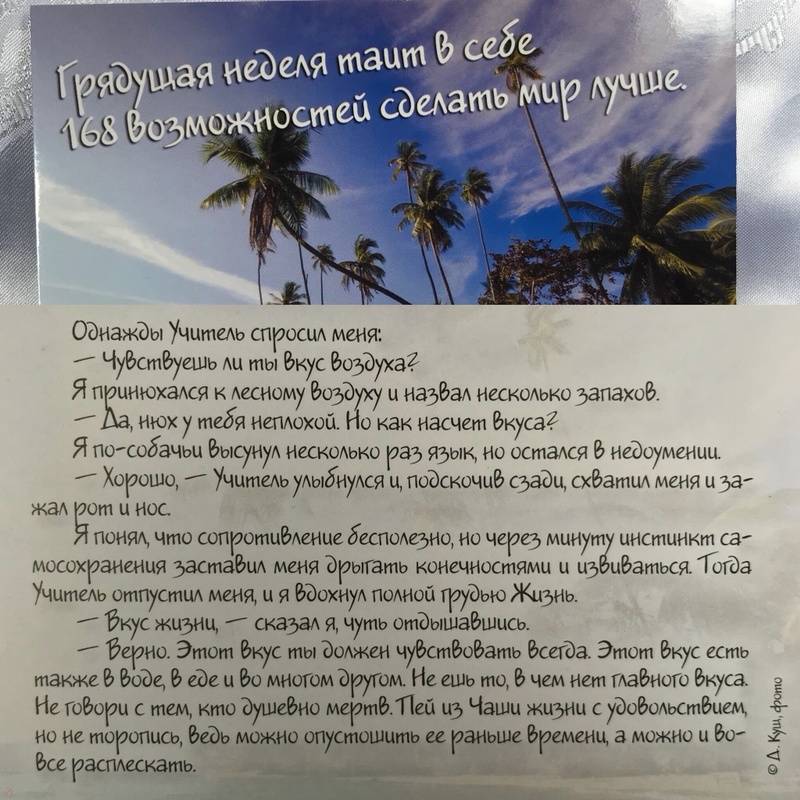 Грядущая неделя таит в себе
168 возможностей сделать мир лучше.
Однажды Учитель спросил меня:
— Чувствуешь ли ты вкус воздуха?
Я принюхался к лесному воздуху и назвал несколько запахов.
— Да, нюх у тебя неплохой. Но как насчет вкуса?
Я по-собачьи высунул несколько раз язык, но остался в недоумении.
— Хорошо, — Учитель улыбнулся и, подскочив сзади, схватил меня и за-
жал рот и нос.
Я понял, что сопротивление бесполезно, но через минуту инстинкт са-
мосохранения заставил меня дрыгать конечностями и извиваться. Тогда
Учитель отпустил меня, и я вдохнул полной грудью Жизнь.
— Вкус жизни, — сказал я, чуть отдышавшись.
— Верно. Этот вкус ты должен чувствовать всегда. Этот вкус есть
также в воде, в еде и во многом другом. Не ешь то, в чем нет главного вкуса.
Не говори с тем, кто душевно мертв. Пей из Чаши жизни с удовольствием,
но не торопись, ведь можно опустошить ее раньше времени, а можно и во-
все расплескать.
© Д. Куш, фото